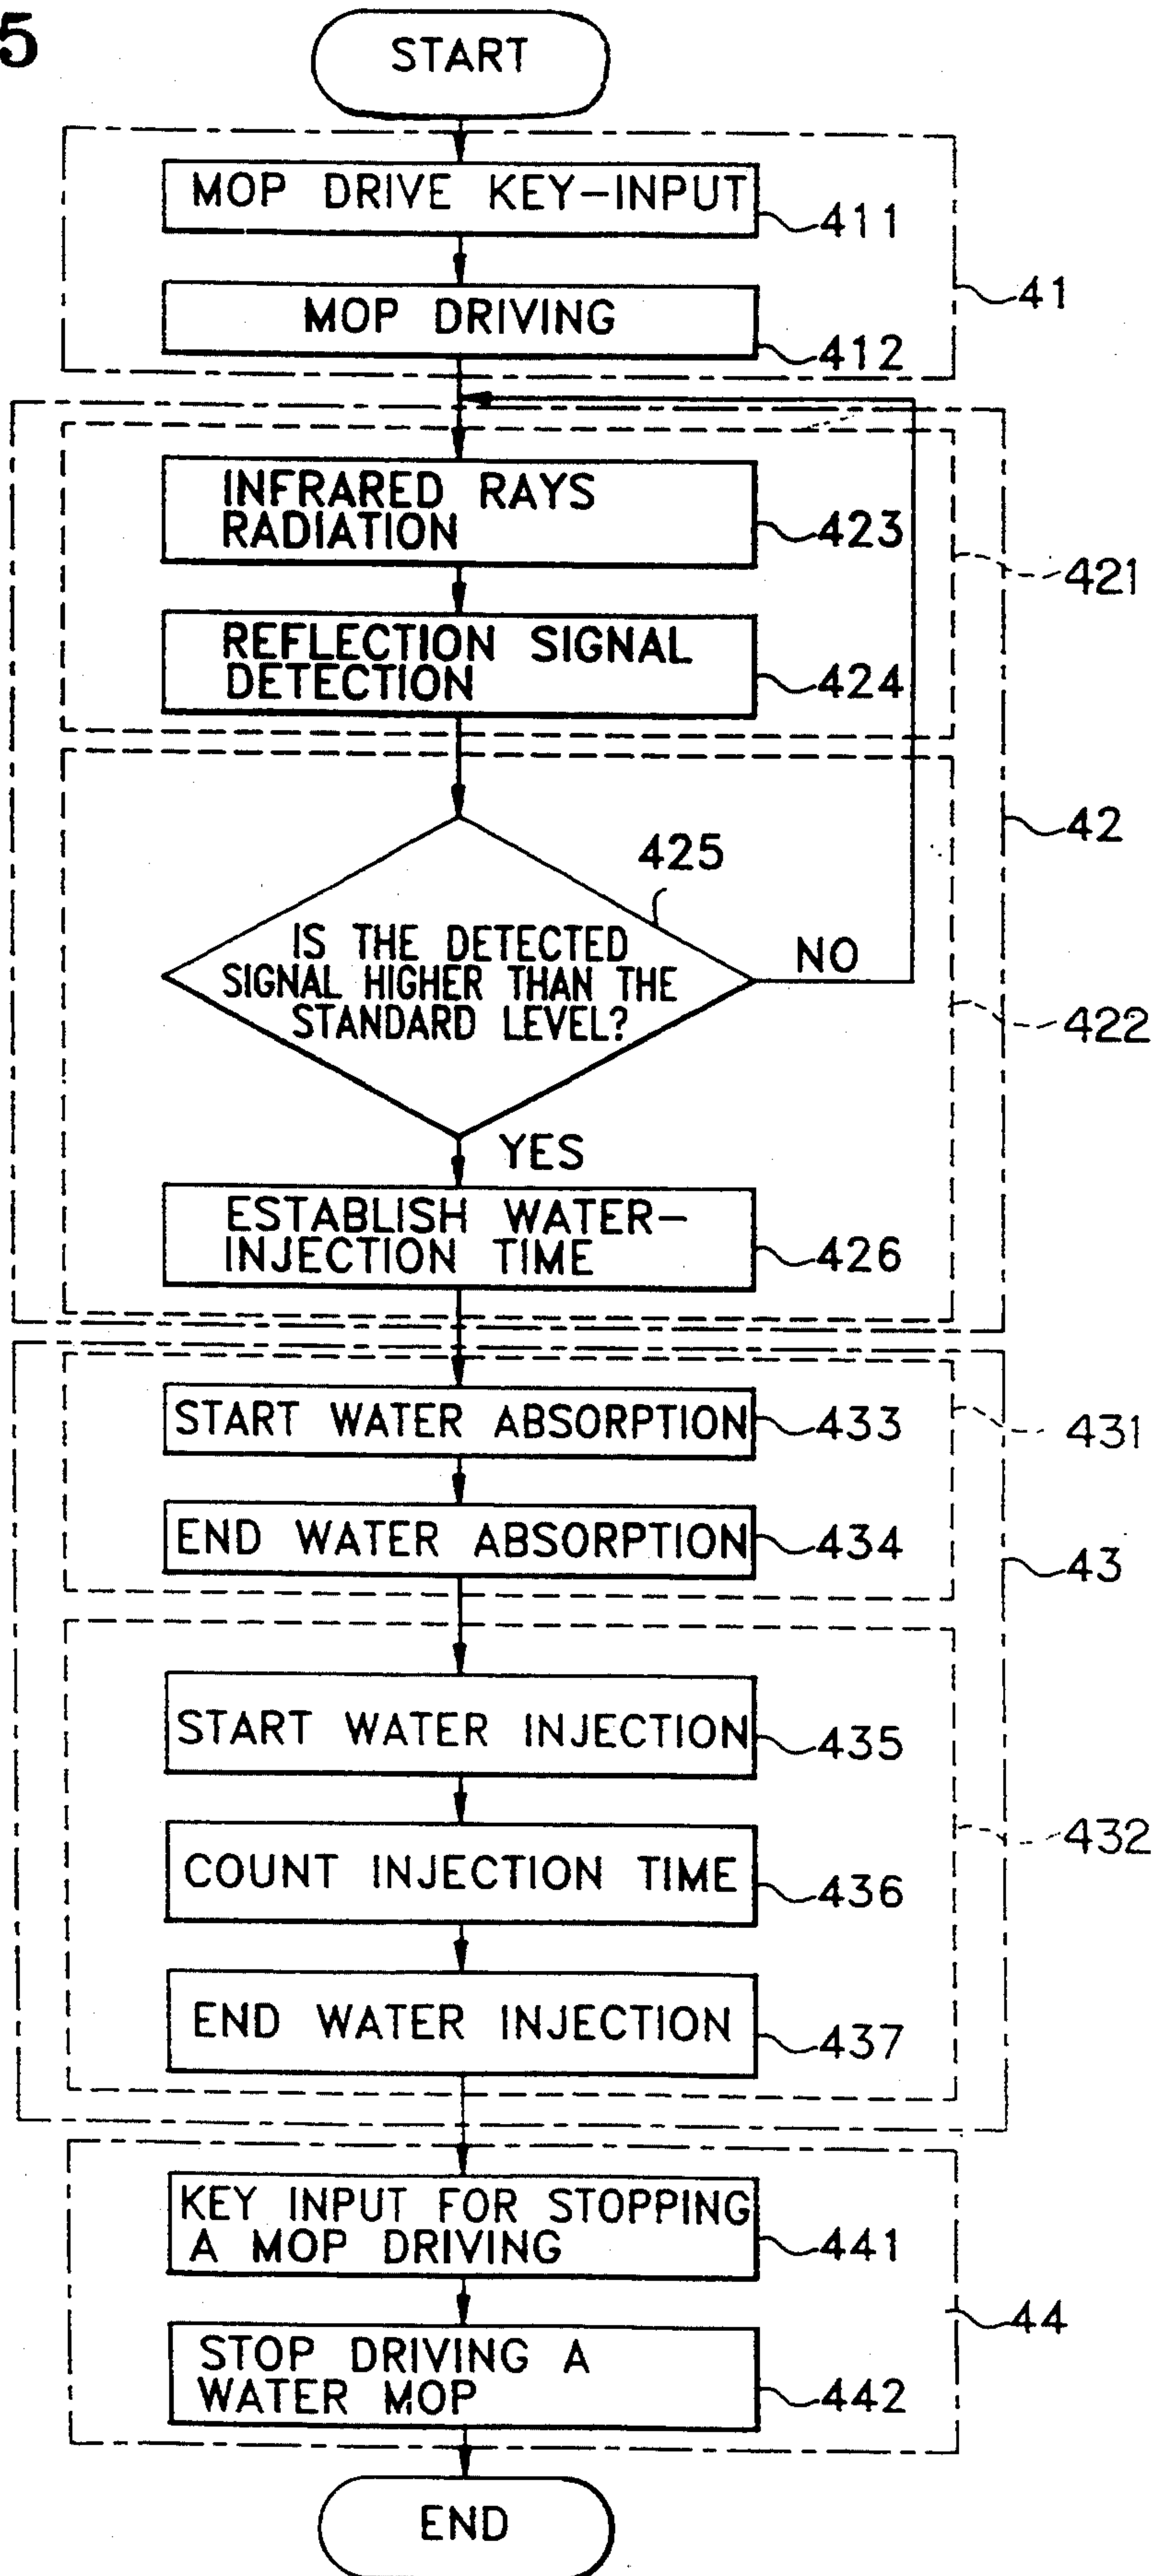 5
START
MOP DRIVE KEY-INPUT
411
41
MOP DRIVING
412
INFRARED RAYS
RADIATION
423
421
REFLECTION SIGNAL
DETECTION
424
42
425
IS THE DETECTED
SIGNAL HIGHER THAN THE
STANDARD LEVEL?
NO
422
YES
ESTABLISH WATER-
INJECTION TIME
426
START WATER ABSORPTION
433
431
END WATER ABSORPTION
434
43
START WATER INJECTION
435
432
COUNT INJECTION TIME
436
END WATER INJECTION
437
KEY INPUT FOR STOPPING
A MOP DRIVING
441
44
STOP DRIVING A
WATER MOP
442
END